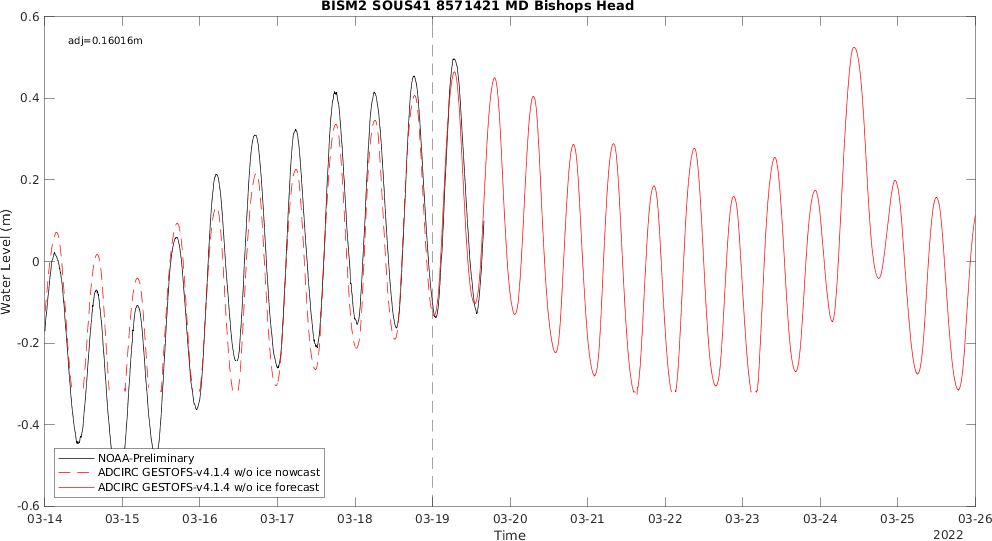 BISM2 SOUS41 8571421 MD Bishops Head
adj=0.16016m
0.6
0.4
0.2
0
-0.2
-0.4
-0.6
Water Level (m)
NOAA-Preliminary
ADCIRC GESTOFS-v4.1.4 w/o ice nowcast
ADCIRC GESTOFS-v4.1.4 w/o ice forecast
03-14 03-15 03-16 03-17 03-18 03-19 03-20 03-21 03-22 03-23 03-24 03-25 03-26
Time
2022